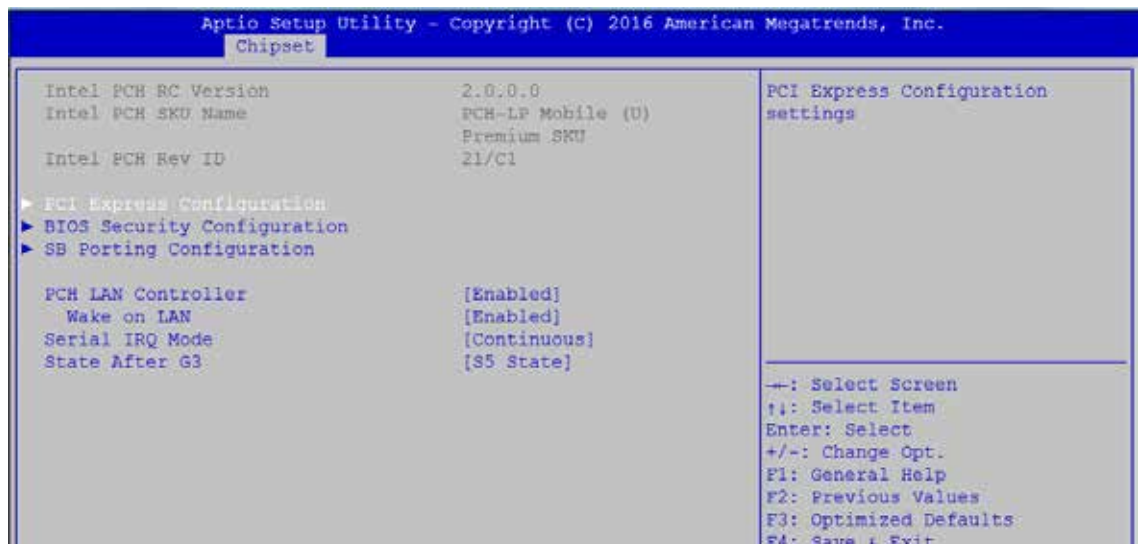 Aptio Setup Utility - Copyright (C) 2016 American Megatrends, Inc.
Chipset
Intel PCH RC Version 2.0.0.0
Intel PCH SKU Name PCH-LP Mobile (U)
Premium SKU
Intel PCH Rev ID 21/C1
► PCI Express Configuration
► BIOS Security Configuration
► SB Porting Configuration
PCH LAN Controller [Enabled]
Wake on LAN [Enabled]
Serial IRQ Mode [Continuous]
State After G3 [S5 State]
PCI Express Configuration
settings
→←: Select Screen
↑↓: Select Item
Enter: Select
+/-: Change Opt.
F1: General Help
F2: Previous Values
F3: Optimized Defaults
F4: Save & Exit